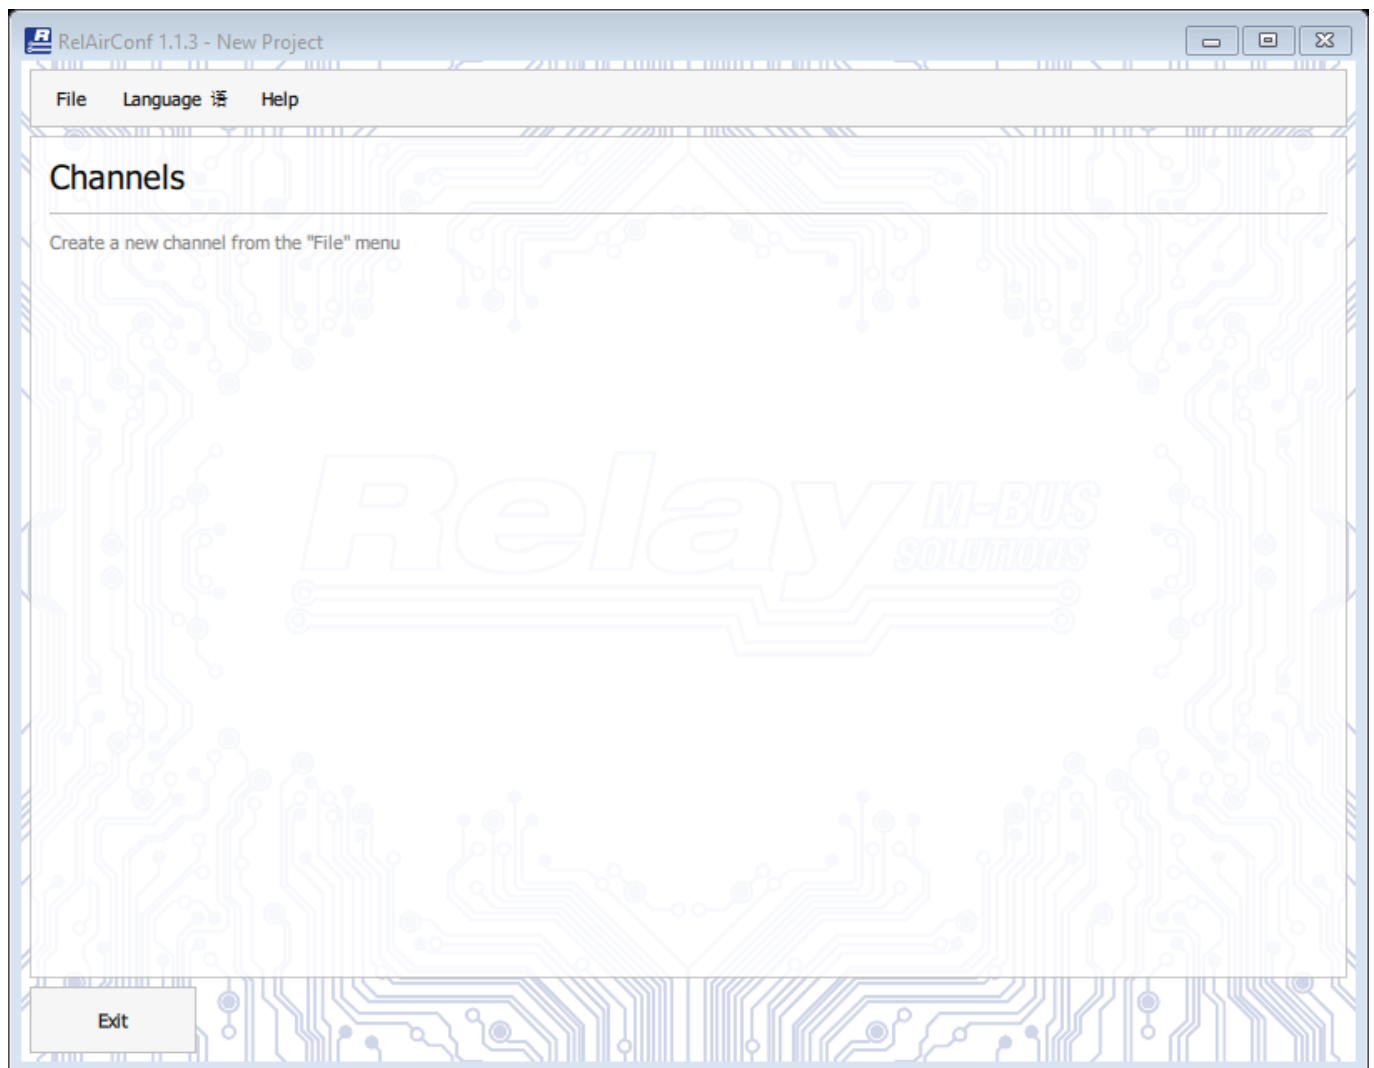 RelAirConf 1.1.3 - New Project
File Language 语 Help
Channels
Create a new channel from the "File" menu
Relay M-BUS
SOLUTIONS
Exit